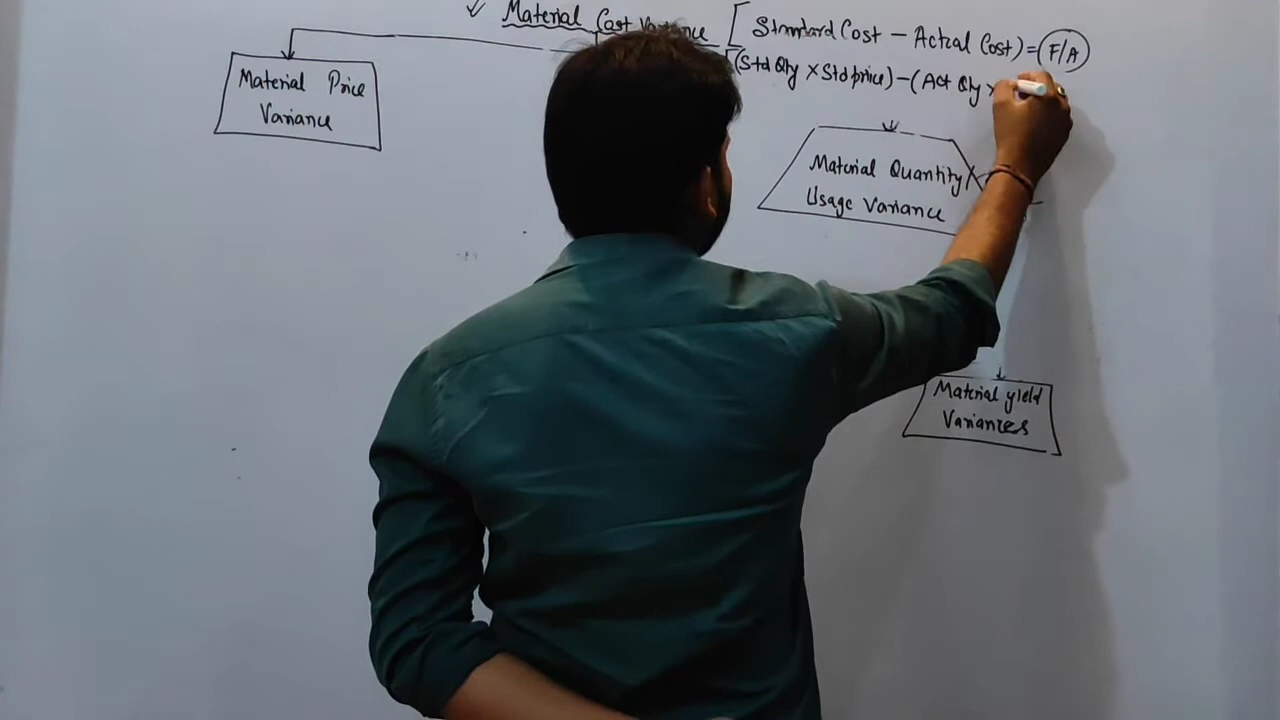 Material Cost Variance [Standard Cost - Actual Cost) = F/A
(Std Qty × Std price) - (Act Qty ×
Material Price
Variance
Material Quantity
Usage Variance
Material yield
Variances